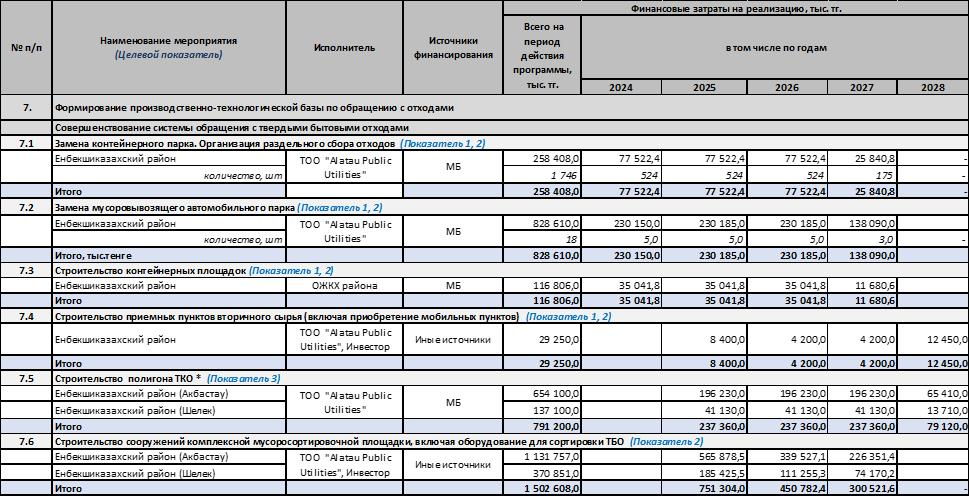 № п/п Наименование мероприятия (Целевой показатель) Исполнитель Источники финансирования Финансовые затраты на реализацию, тыс. тг.
Всего на период действия программы, тыс. тг. в том числе по годам
2024 2025 2026 2027 2028
7. Формирование производственно-технологической базы по обращению с отходами
Совершенствование системы обращения с твердыми бытовыми отходами
7.1 Замена контейнерного парка. Организация раздельного сбора отходов (Показатель 1, 2)
Енбекшиказахский район ТОО "Alatau Public Utilities" МБ 258 408,0 77 522,4 77 522,4 77 522,4 25 840,8 -
количество, шт 1 746 524 524 524 175 -
Итого 258 408,0 77 522,4 77 522,4 77 522,4 25 840,8 -
7.2 Замена мусоровывозящего автомобильного парка (Показатель 1, 2)
Енбекшиказахский район ТОО "Alatau Public Utilities" МБ 828 610,0 230 150,0 230 185,0 230 185,0 138 090,0
количество, шт 18 5,0 5,0 5,0 3,0 -
Итого, тыс.тенге 828 610,0 230 150,0 230 185,0 230 185,0 138 090,0
7.3 Строительство контейнерных площадок (Показатель 1, 2)
Енбекшиказахский район ОЖКХ района МБ 116 806,0 35 041,8 35 041,8 35 041,8 11 680,6
Итого 116 806,0 35 041,8 35 041,8 35 041,8 11 680,6
7.4 Строительство приемных пунктов вторичного сырья (включая приобретение мобильных пунктов) (Показатель 1, 2)
Енбекшиказахский район ТОО "Alatau Public Utilities", Инвестор Иные источники 29 250,0 8 400,0 4 200,0 4 200,0 12 450,0
Итого 29 250,0 8 400,0 4 200,0 4 200,0 12 450,0
7.5 Строительство полигона ТКО * (Показатель 3)
Енбекшиказахский район (Акбастау) ТОО "Alatau Public Utilities" МБ 654 100,0 196 230,0 196 230,0 196 230,0 65 410,0
Енбекшиказахский район (Шелек) 137 100,0 41 130,0 41 130,0 41 130,0 13 710,0
Итого 791 200,0 237 360,0 237 360,0 237 360,0 79 120,0
7.6 Строительство сооружений комплексной мусоросортировочной площадки, включая оборудование для сортировки ТБО (Показатель 2)
Енбекшиказахский район (Акбастау) ТОО "Alatau Public Utilities", Инвестор Иные источники 1 131 757,0 565 878,5 339 527,1 226 351,4
Енбекшиказахский район (Шелек) 370 851,0 185 425,5 111 255,3 74 170,2
Итого 1 502 608,0 751 304,0 450 782,4 300 521,6 -